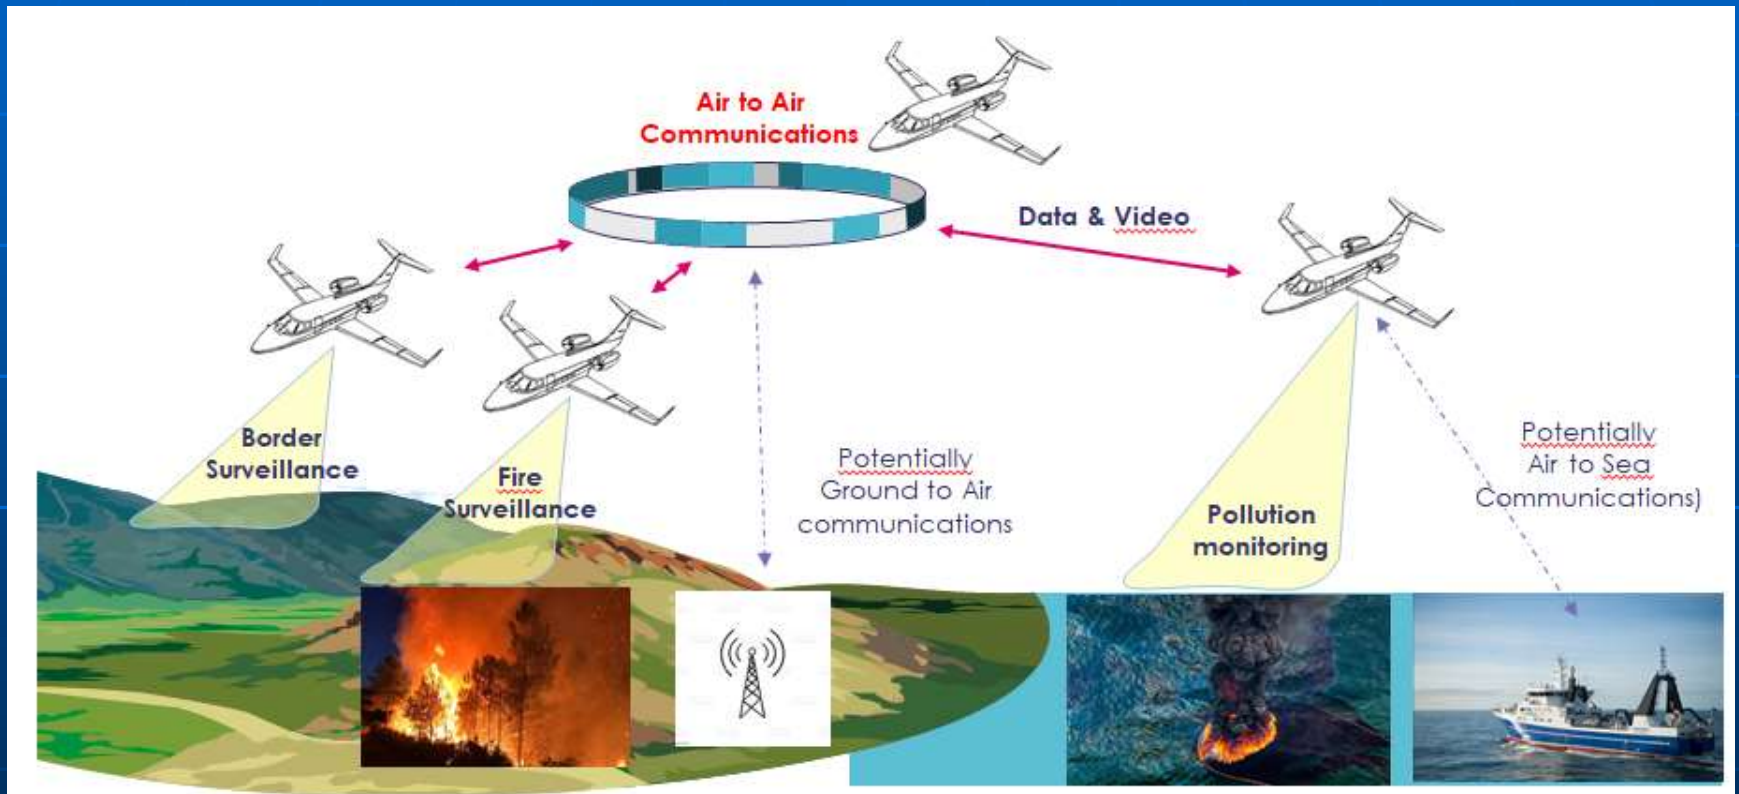 Air to Air
Communications
Data & Video
Border
Surveillance
Fire
Surveillance
Potentially
Ground to Air
communications
Pollution
monitoring
Potentially
Air to Sea
Communications)